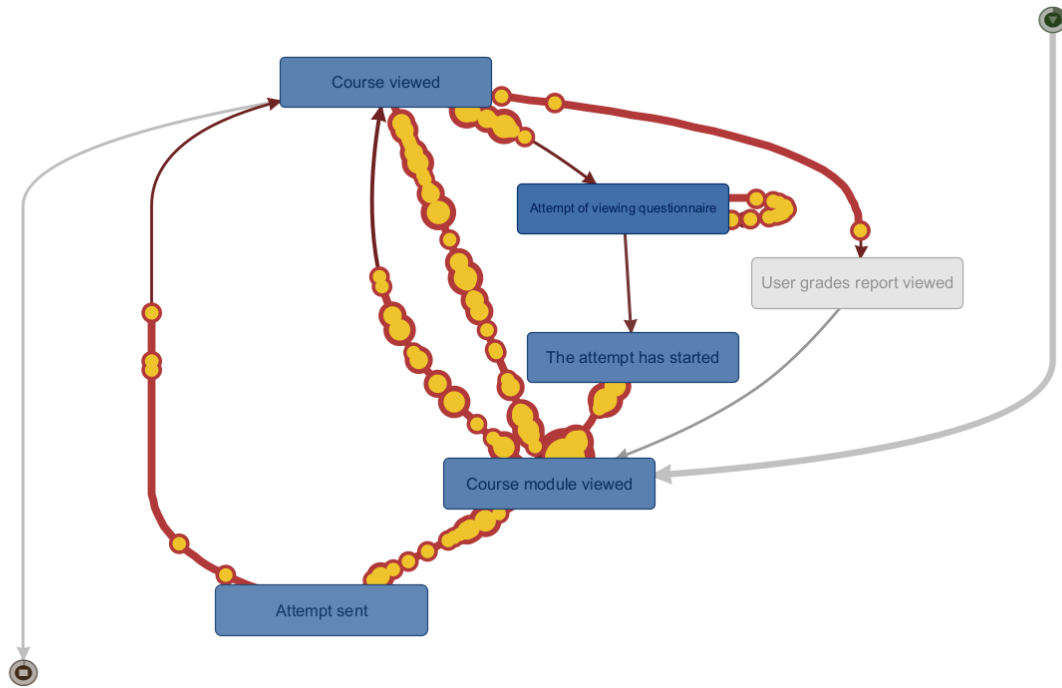 Course viewed
Attempt of viewing questionnaire
User grades report viewed
The attempt has started
Course module viewed
Attempt sent